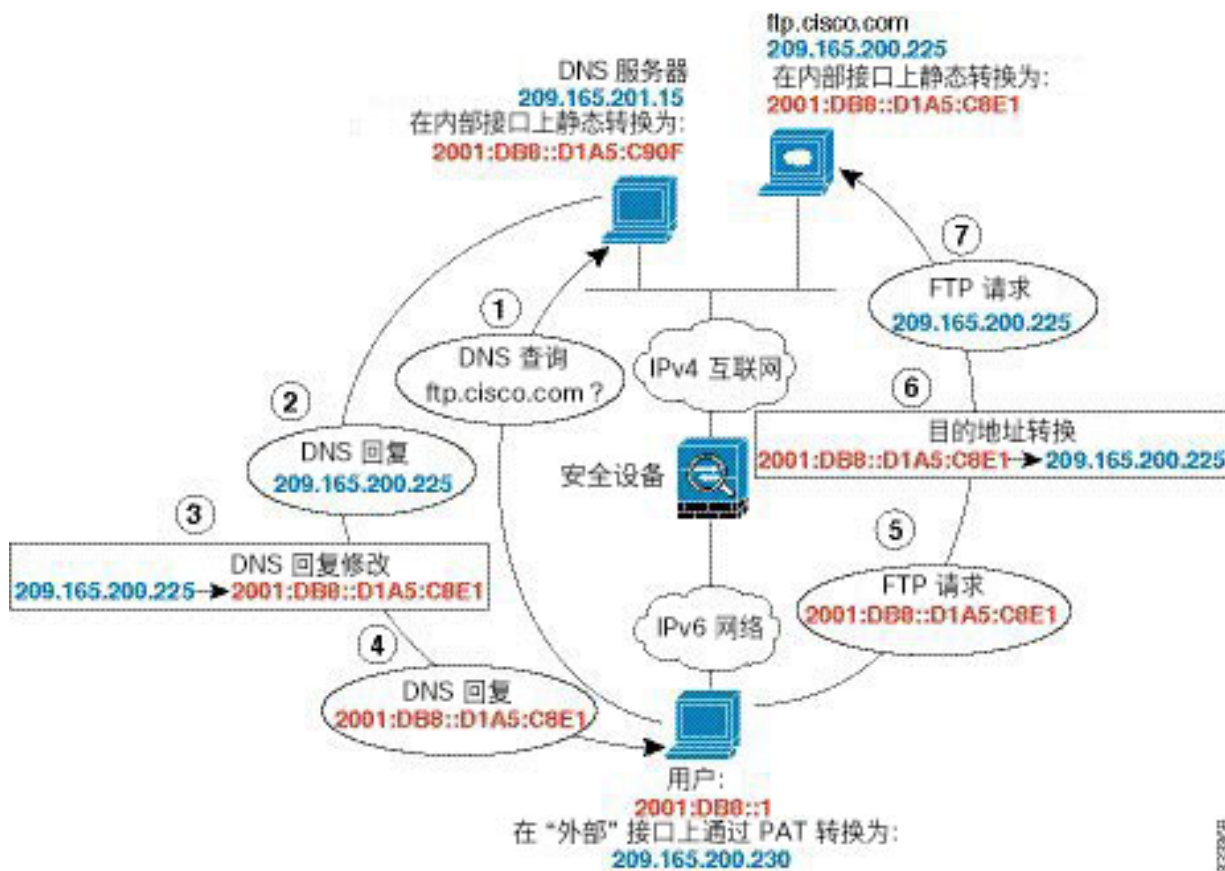 ftp.cisco.com
209.165.200.225
在内部接口上静态转换为:
2001:DB8::D1A5:C8E1
DNS 服务器
209.165.201.15
在内部接口上静态转换为:
2001:DB8::D1A5:C90F
7
FTP 请求
209.165.200.225
1
DNS 查询
ftp.cisco.com?
IPv4 互联网
2
DNS 回复
209.165.200.225
6
目的地址转换
2001:DB8::D1A5:C8E1 209.165.200.225
安全设备
3
DNS 回复修改
209.165.200.225 2001:DB8::D1A5:C8E1
5
FTP 请求
2001:DB8::D1A5:C8E1
IPv6 网络
4
DNS 回复
2001:DB8::D1A5:C8E1
用户:
2001:DB8::1
在 “外部” 接口上通过 PAT 转换为:
209.165.200.230